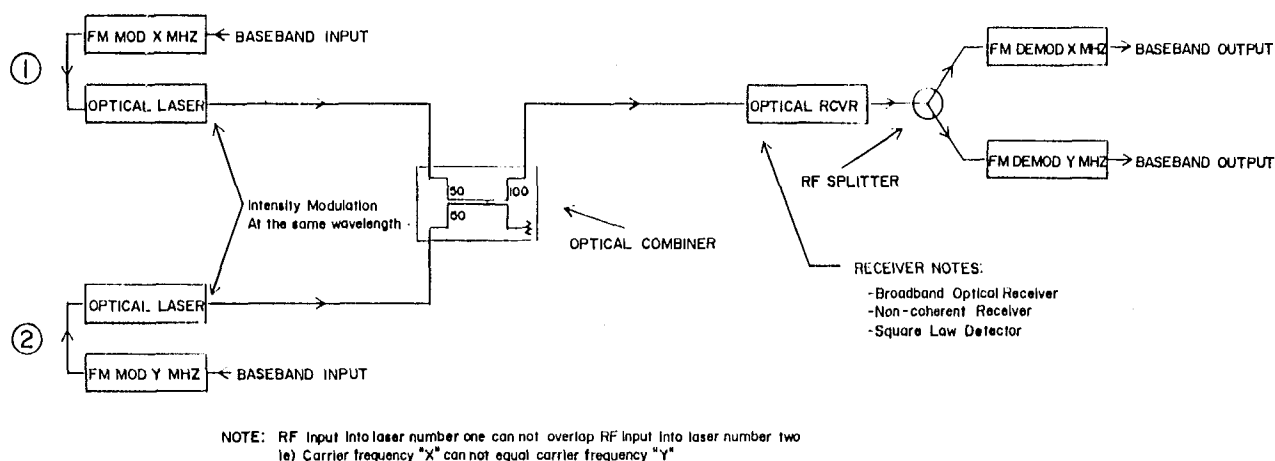 ①
FM MOD X MHZ
BASEBAND INPUT
OPTICAL LASER
Intensity Modulation
At the same wavelength
50
100
50
OPTICAL COMBINER
OPTICAL RCVR
RF SPLITTER
FM DEMOD X MHZ
BASEBAND OUTPUT
FM DEMOD Y MHZ
BASEBAND OUTPUT
RECEIVER NOTES:
-Broadband Optical Receiver
-Non-coherent Receiver
-Square Law Detector
②
OPTICAL LASER
FM MOD Y MHZ
BASEBAND INPUT
NOTE: RF Input Into laser number one can not overlap RF Input Into laser number two
ie) Carrier frequency "X" can not equal carrier frequency "Y"